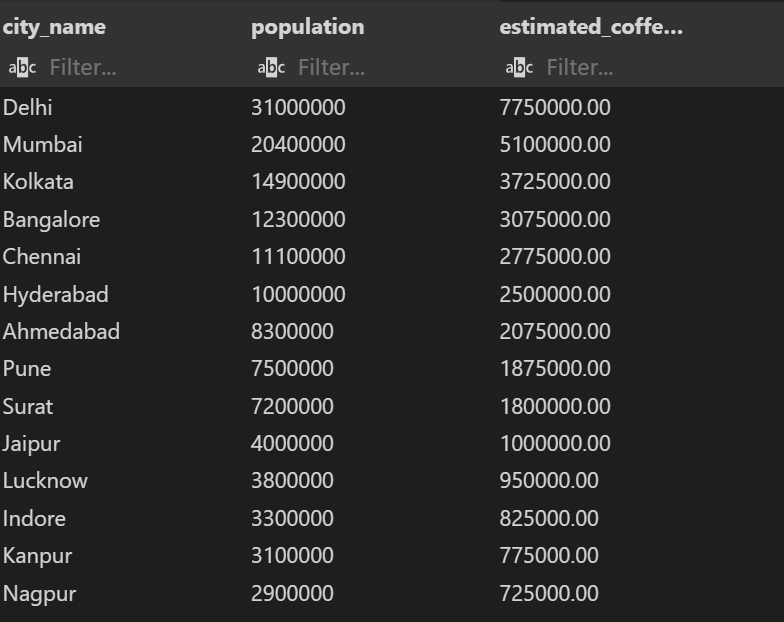 city_name population estimated_coffe...
abc Filter... abc Filter... abc Filter...
Delhi 31000000 7750000.00
Mumbai 20400000 5100000.00
Kolkata 14900000 3725000.00
Bangalore 12300000 3075000.00
Chennai 11100000 2775000.00
Hyderabad 10000000 2500000.00
Ahmedabad 8300000 2075000.00
Pune 7500000 1875000.00
Surat 7200000 1800000.00
Jaipur 4000000 1000000.00
Lucknow 3800000 950000.00
Indore 3300000 825000.00
Kanpur 3100000 775000.00
Nagpur 2900000 725000.00